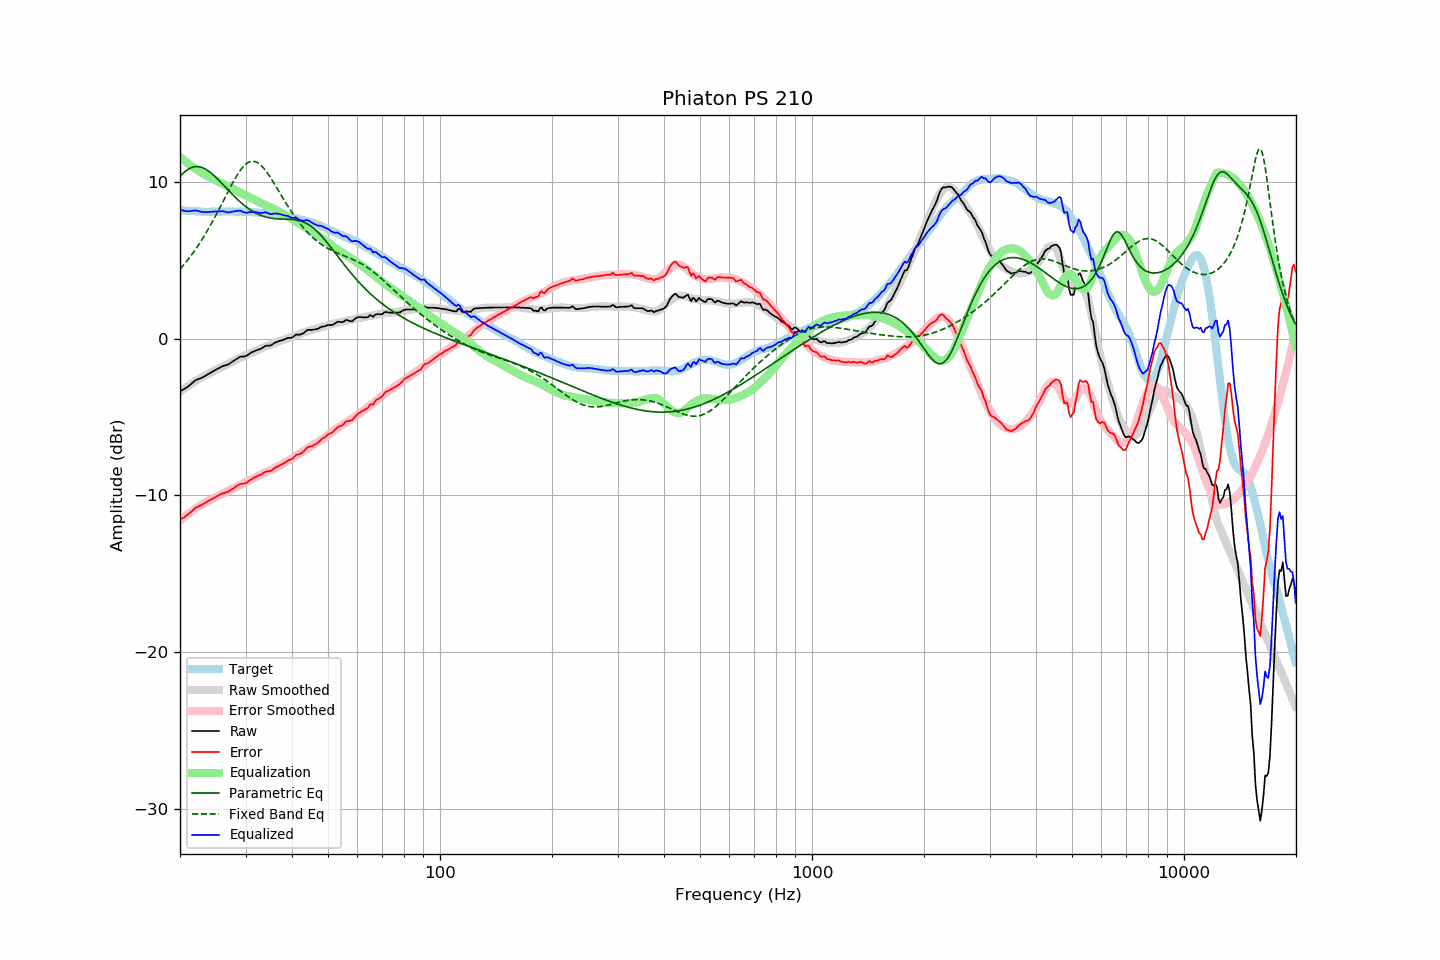 Phiaton PS 210
Amplitude (dBr)
10
0
−10
−20
−30
Target
Raw Smoothed
Error Smoothed
Raw
Error
Equalization
Parametric Eq
Fixed Band Eq
Equalized
100
1000
10000
Frequency (Hz)